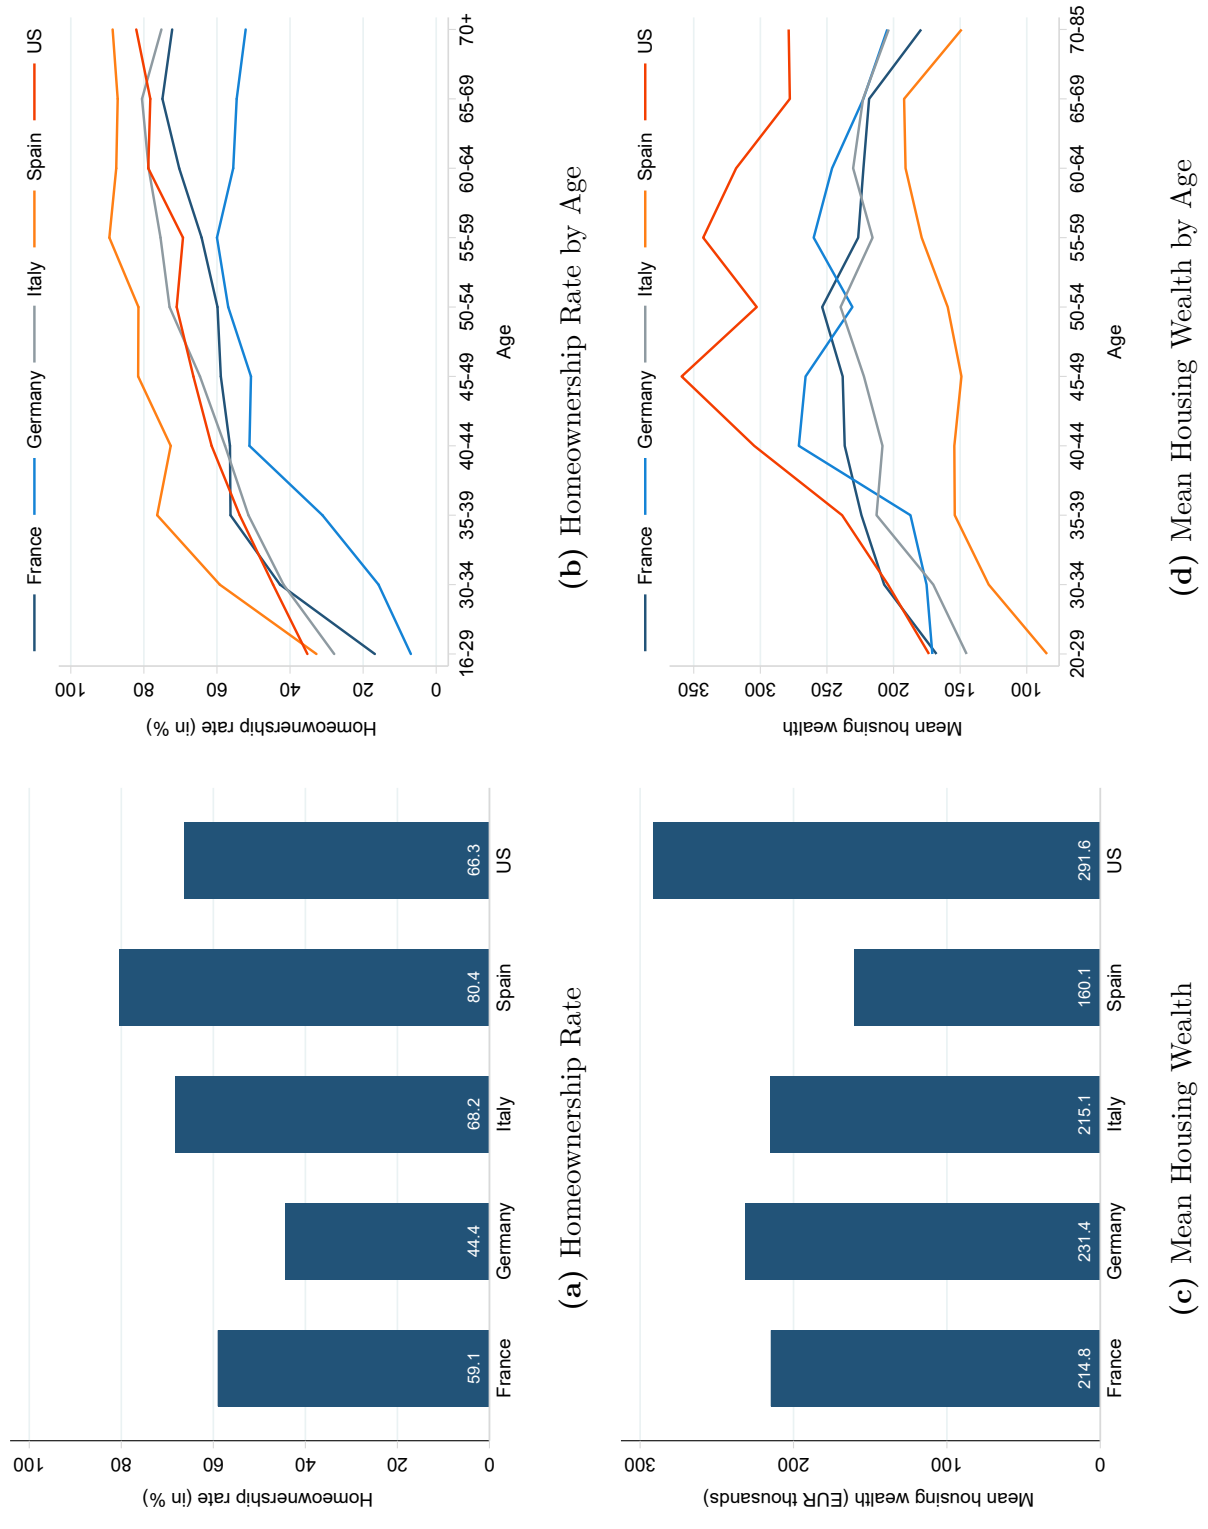 Homeownership rate (in %)
100
80
60
40
20
0
59.1
44.4
68.2
80.4
66.3
France
Germany
Italy
Spain
US
(a) Homeownership Rate
France
Germany
Italy
Spain
US
Homeownership rate (in %)
100
80
60
40
20
0
16-29
30-34
35-39
40-44
45-49
50-54
55-59
60-64
65-69
70+
Age
(b) Homeownership Rate by Age
Mean housing wealth (EUR thousands)
300
200
100
0
214.8
231.4
215.1
160.1
291.6
France
Germany
Italy
Spain
US
(c) Mean Housing Wealth
France
Germany
Italy
Spain
US
Mean housing wealth
350
300
250
200
150
100
20-29
30-34
35-39
40-44
45-49
50-54
55-59
60-64
65-69
70-85
Age
(d) Mean Housing Wealth by Age